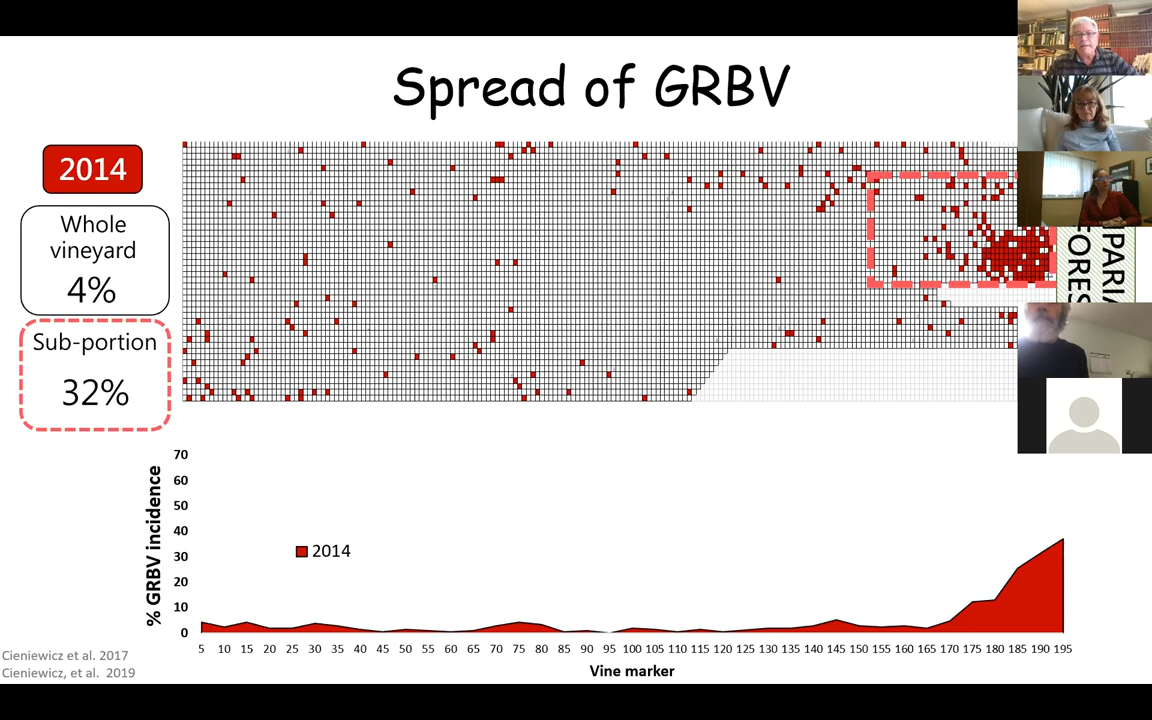 Spread of GRBV
2014
Whole
vineyard
4%
Sub-portion
32%
% GRBV incidence
70
60
50
40
30
20
10
0
2014
5 10 15 20 25 30 35 40 45 50 55 60 65 70 75 80 85 90 95 100 105 110 115 120 125 130 135 140 145 150 155 160 165 170 175 180 185 190 195
Vine marker
Cieniewicz et al. 2017
Cieniewicz, et al. 2019